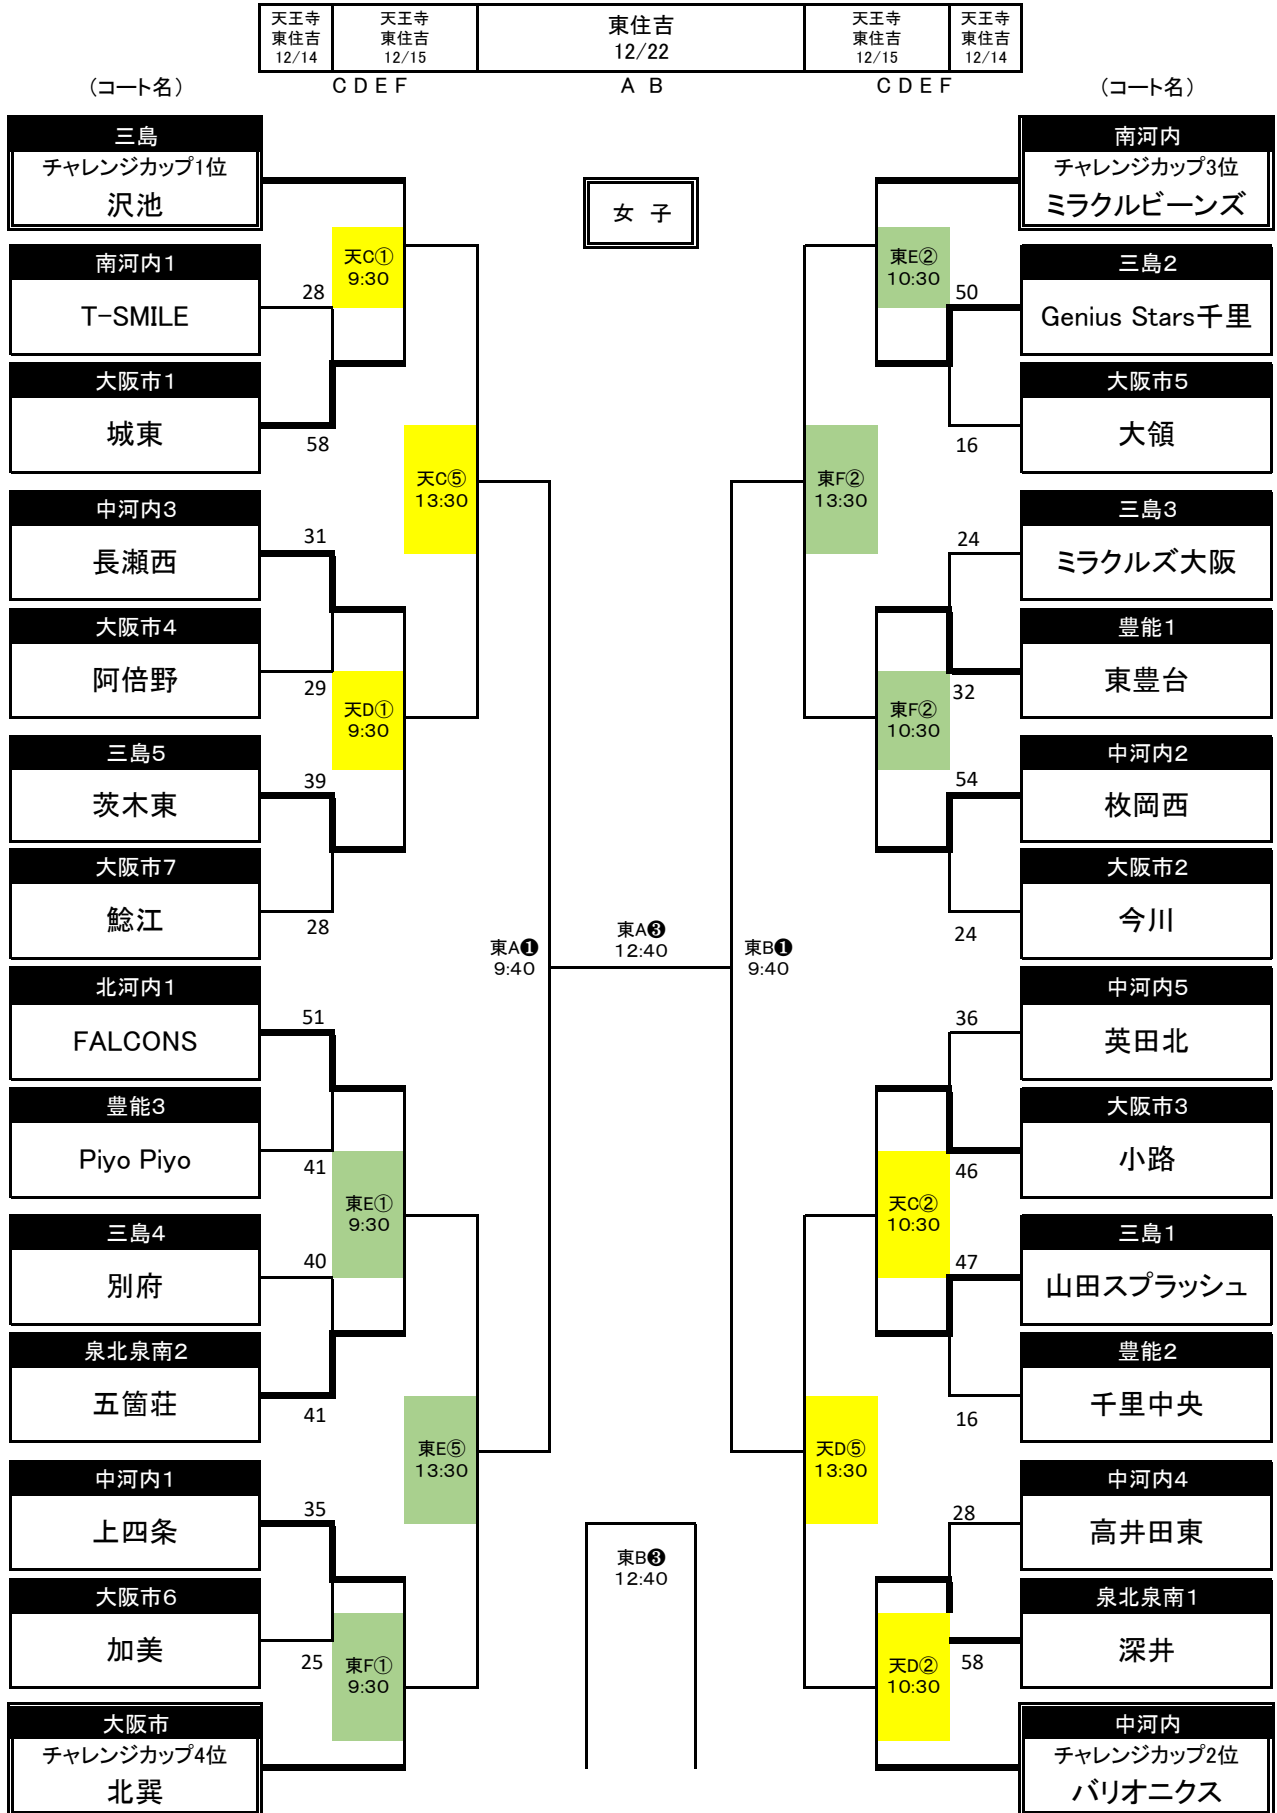 天王寺
東住吉
12/14
天王寺
東住吉
12/15
東住吉
12/22
天王寺
東住吉
12/15
天王寺
東住吉
12/14
（コート名）
C D E F
A B
C D E F
（コート名）
三島
チャレンジカップ1位
沢池
南河内1
T-SMILE
28
大阪市1
城東
58
中河内3
長瀬西
31
大阪市4
阿倍野
29
三島5
茨木東
39
大阪市7
鯰江
28
北河内1
FALCONS
51
豊能3
Piyo Piyo
41
三島4
別府
40
泉北泉南2
五箇荘
41
中河内1
上四条
35
大阪市6
加美
25
大阪市
チャレンジカップ4位
北巽
天C①
9:30
天C⑤
13:30
天D①
9:30
東E①
9:30
東E⑤
13:30
東F①
9:30
女 子
東A❶
9:40
東A❸
12:40
東B❶
9:40
東B❸
12:40
東E②
10:30
東F②
13:30
東F②
10:30
天C②
10:30
天D⑤
13:30
天D②
10:30
南河内
チャレンジカップ3位
ミラクルビーンズ
三島2
50
Genius Stars千里
大阪市5
大領
16
三島3
24
ミラクルズ大阪
豊能1
東豊台
32
中河内2
54
枚岡西
大阪市2
今川
24
中河内5
36
英田北
大阪市3
小路
46
三島1
47
山田スプラッシュ
豊能2
千里中央
16
中河内4
28
高井田東
泉北泉南1
深井
58
中河内
チャレンジカップ2位
バリオニクス